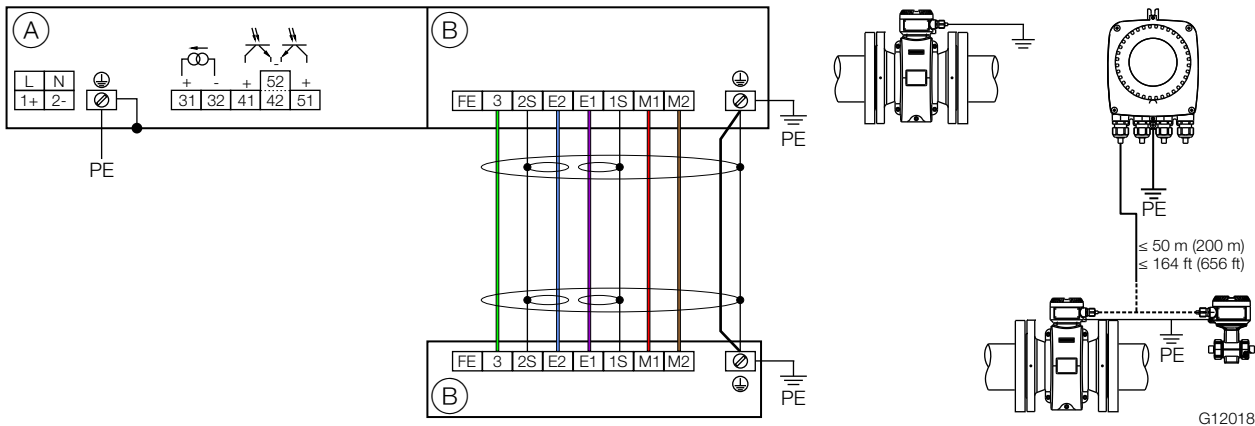 A
B
L N
1+ 2-
PE
+ - + - +
52
31 32 41 42 51
FE 3 2S E2 E1 1S M1 M2
PE
FE 3 2S E2 E1 1S M1 M2
PE
B
PE
≤ 50 m (200 m)
≤ 164 ft (656 ft)
PE
G12018